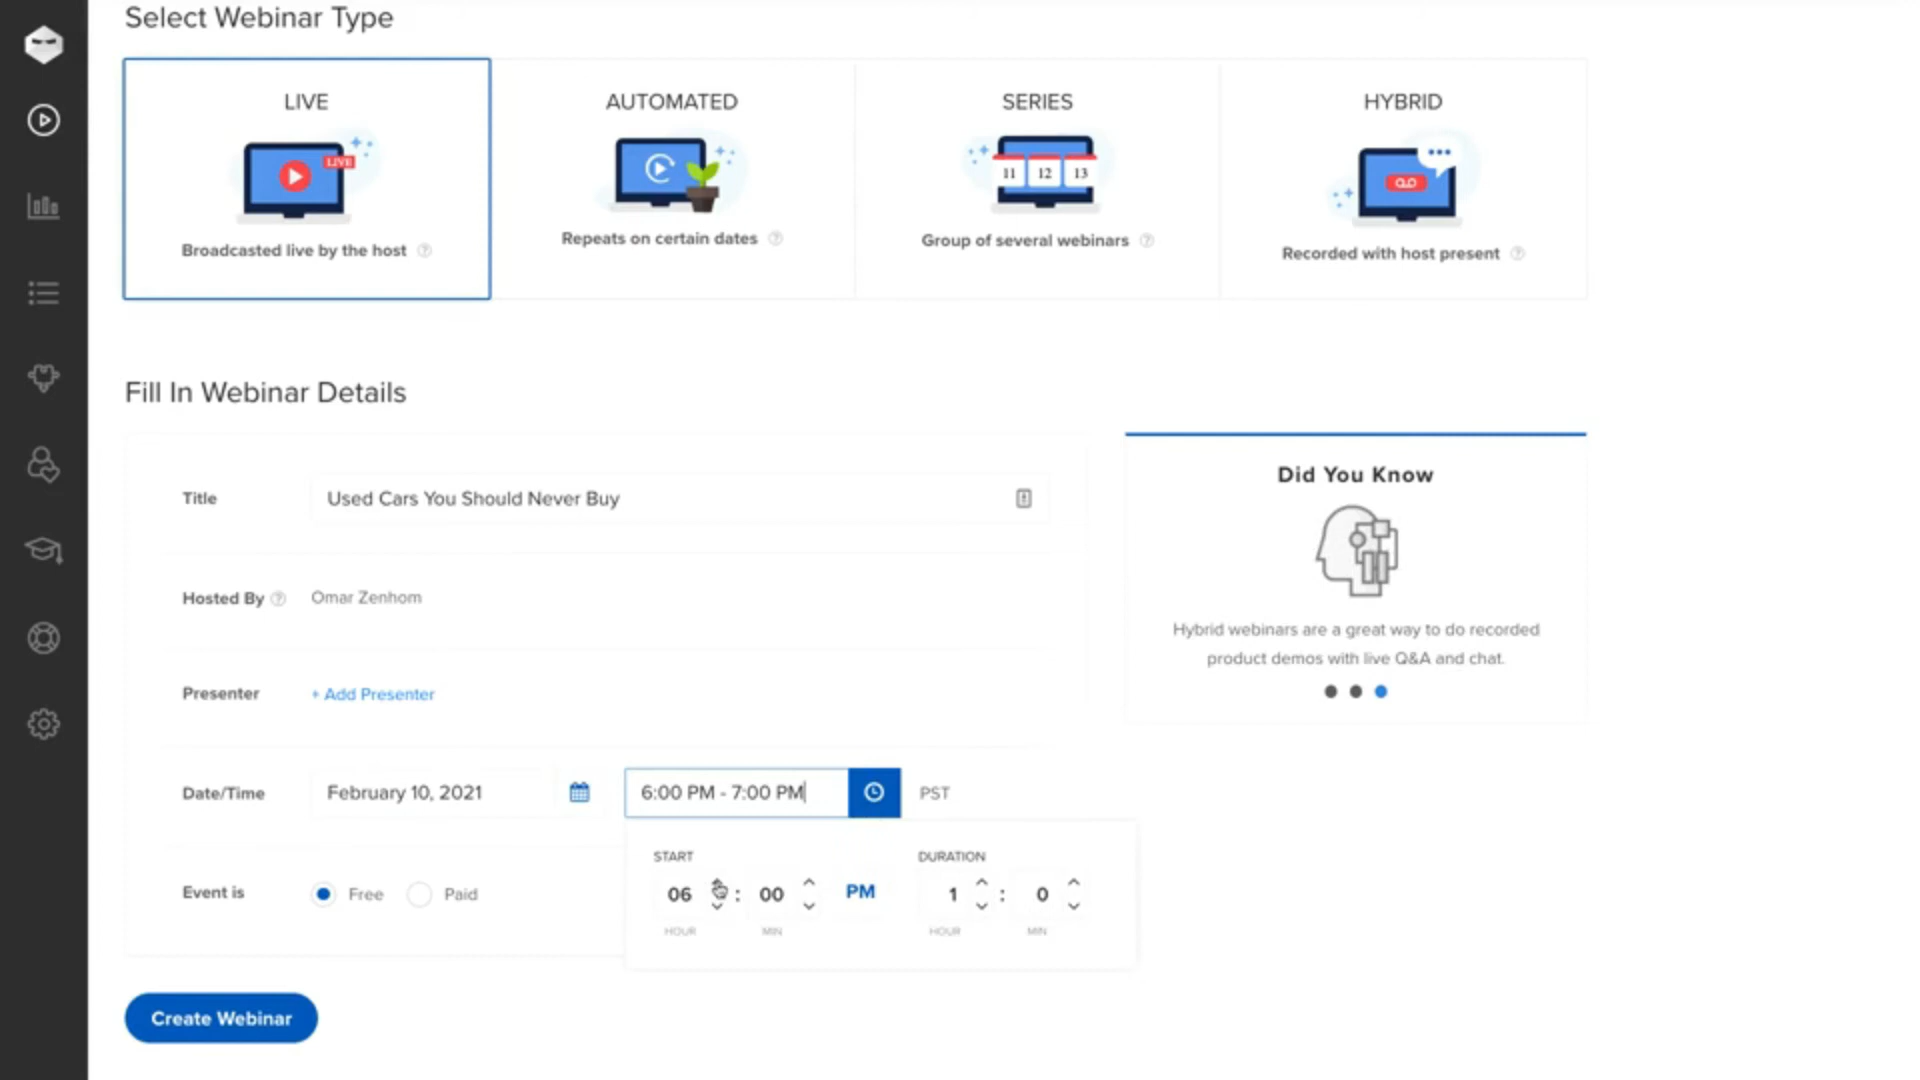 Select Webinar Type
LIVE
AUTOMATED
SERIES
HYBRID
LIVE
11 12 13
Broadcasted live by the host
Repeats on certain dates
Group of several webinars
Recorded with host present
Fill In Webinar Details
Title
Used Cars You Should Never Buy
Hosted By
Omar Zenhom
Presenter
+ Add Presenter
Date/Time
February 10, 2021
6:00 PM - 7:00 PM
PST
START
DURATION
06 : 00 PM
1 : 0
HOUR
MIN
HOUR
MIN
Event is
Free
Paid
Create Webinar
Did You Know
Hybrid webinars are a great way to do recorded
product demos with live Q&A and chat.